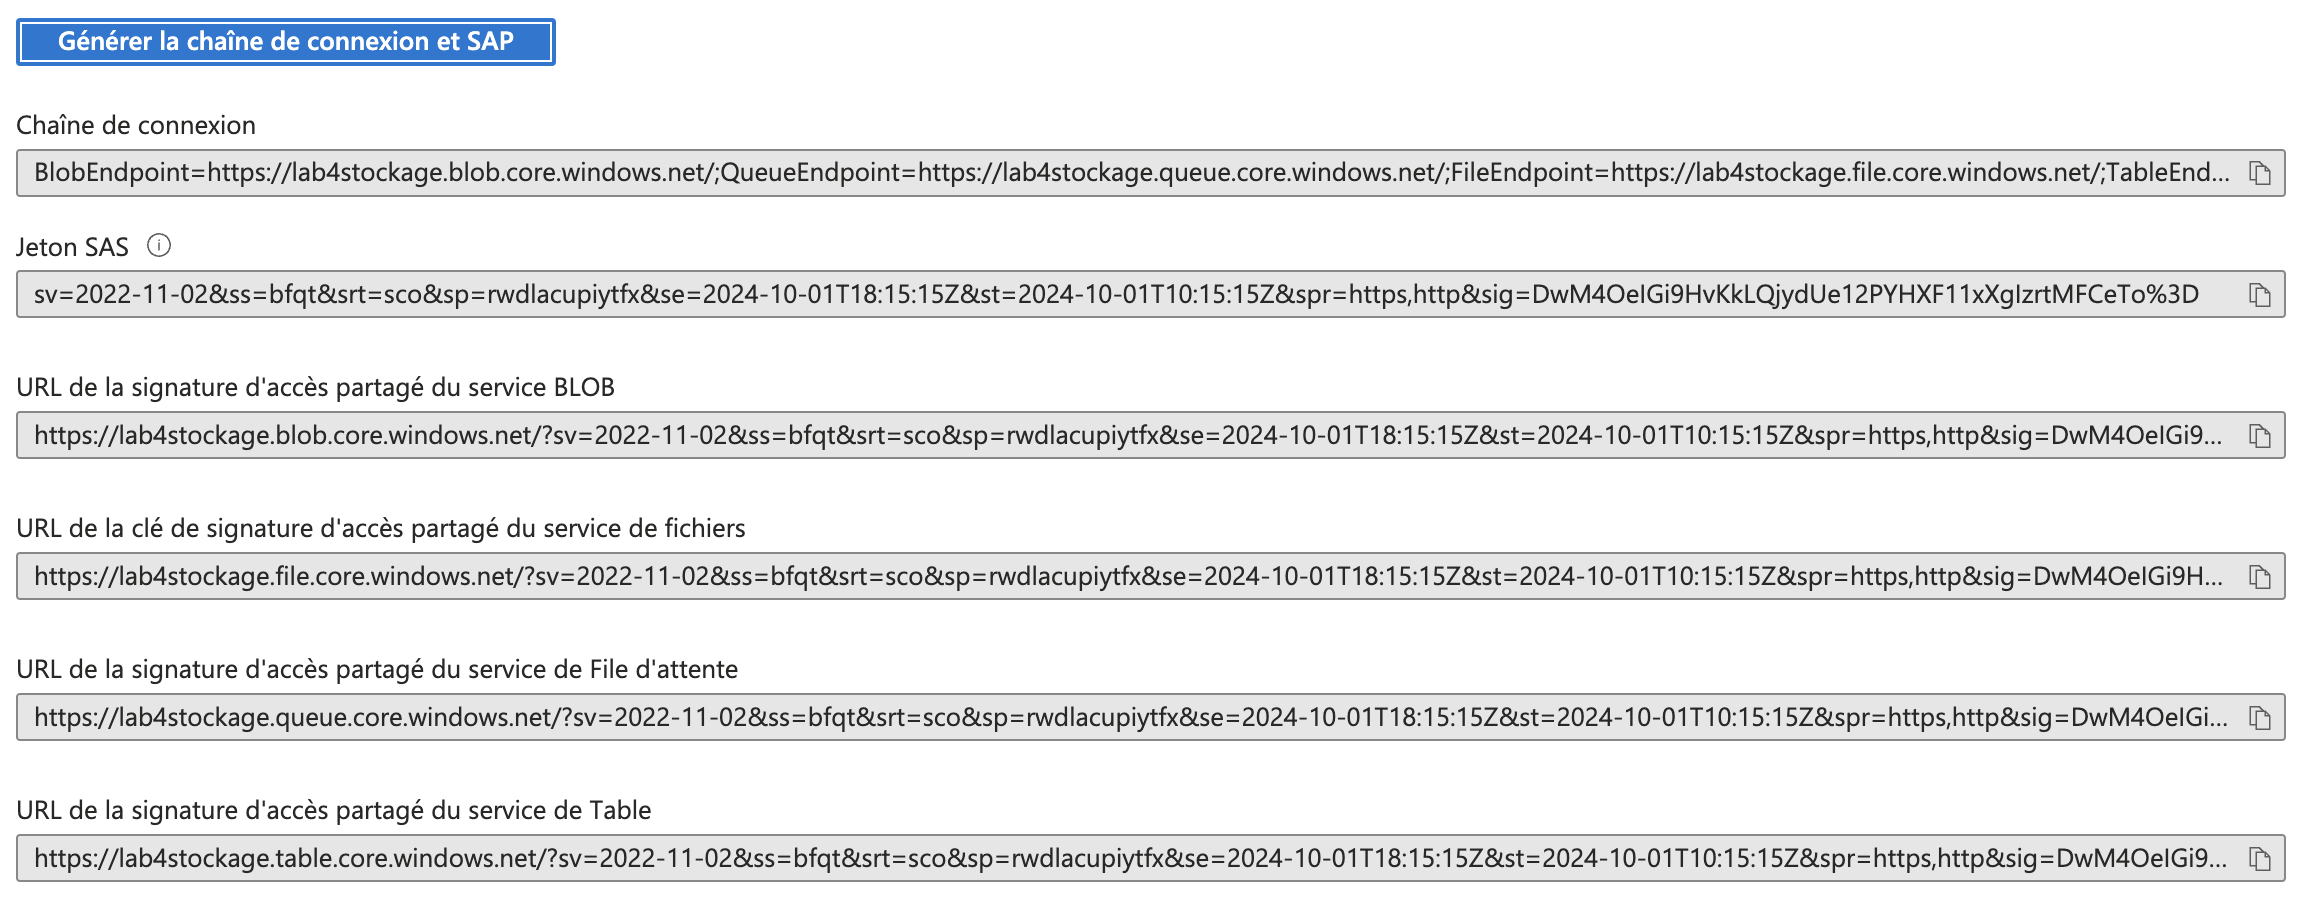 Générer la chaîne de connexion et SAP
Chaîne de connexion
BlobEndpoint=https://lab4stockage.blob.core.windows.net/;QueueEndpoint=https://lab4stockage.queue.core.windows.net/;FileEndpoint=https://lab4stockage.file.core.windows.net/;TableEnd...
Jeton SAS
sv=2022-11-02&ss=bfqt&srt=sco&sp=rwdlacupiytfx&se=2024-10-01T18:15:15Z&st=2024-10-01T10:15:15Z&spr=https,http&sig=DwM4OeIGi9HvKkLQjydUe12PYHXF11xXgIzrtMFCeTo%3D
URL de la signature d'accès partagé du service BLOB
https://lab4stockage.blob.core.windows.net/?sv=2022-11-02&ss=bfqt&srt=sco&sp=rwdlacupiytfx&se=2024-10-01T18:15:15Z&st=2024-10-01T10:15:15Z&spr=https,http&sig=DwM4OeIGi9...
URL de la clé de signature d'accès partagé du service de fichiers
https://lab4stockage.file.core.windows.net/?sv=2022-11-02&ss=bfqt&srt=sco&sp=rwdlacupiytfx&se=2024-10-01T18:15:15Z&st=2024-10-01T10:15:15Z&spr=https,http&sig=DwM4OeIGi9H...
URL de la signature d'accès partagé du service de File d'attente
https://lab4stockage.queue.core.windows.net/?sv=2022-11-02&ss=bfqt&srt=sco&sp=rwdlacupiytfx&se=2024-10-01T18:15:15Z&st=2024-10-01T10:15:15Z&spr=https,http&sig=DwM4OeIGi...
URL de la signature d'accès partagé du service de Table
https://lab4stockage.table.core.windows.net/?sv=2022-11-02&ss=bfqt&srt=sco&sp=rwdlacupiytfx&se=2024-10-01T18:15:15Z&st=2024-10-01T10:15:15Z&spr=https,http&sig=DwM4OeIGi9...